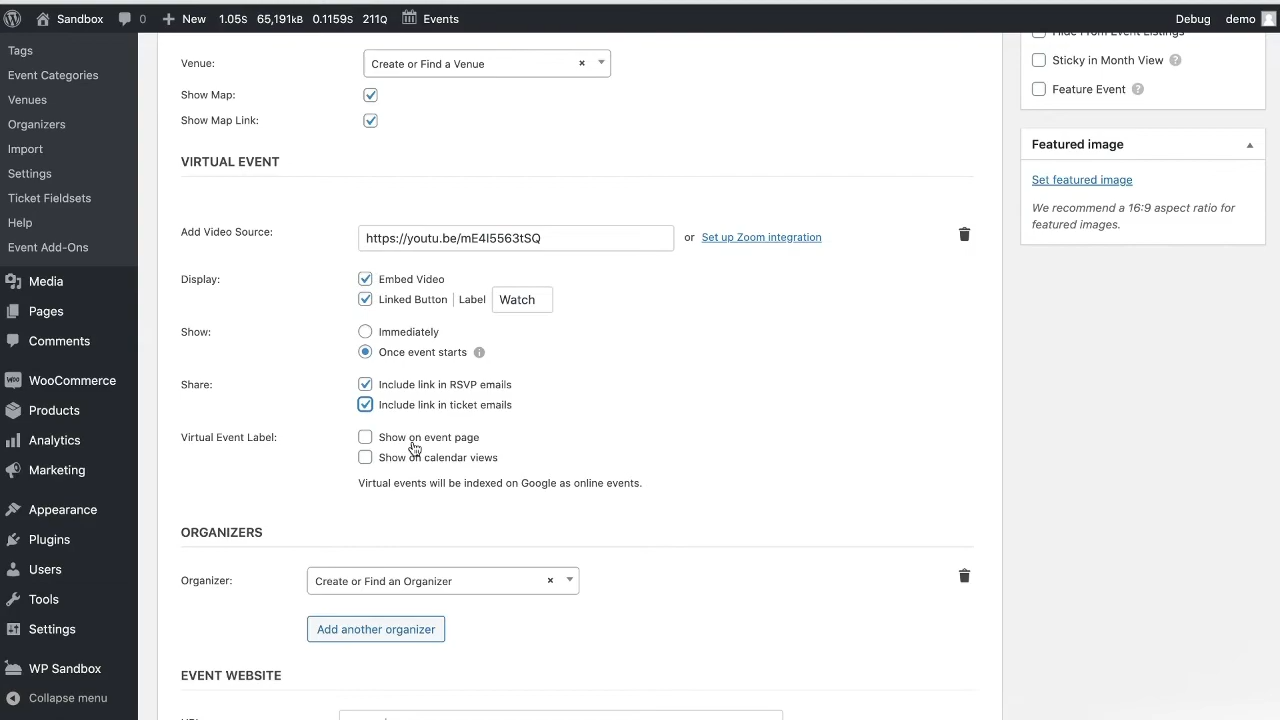 Sandbox 0 New 1.05s 65,191kB 0.1159s 211Q Events Debug demo
Tags
Event Categories
Venues
Organizers
Import
Settings
Ticket Fieldsets
Help
Event Add-Ons
Media
Pages
Comments
WooCommerce
Products
Analytics
Marketing
Appearance
Plugins
Users
Tools
Settings
WP Sandbox
Collapse menu
Venue: Create or Find a Venue × 
Show Map:
Show Map Link:
VIRTUAL EVENT
Add Video Source: https://youtu.be/mE4I5563tSQ or Set up Zoom integration
Display: Embed Video
Linked Button | Label Watch
Show: Immediately
Once event starts
Share: Include link in RSVP emails
Include link in ticket emails
Virtual Event Label: Show on event page
Show on calendar views
Virtual events will be indexed on Google as online events.
ORGANIZERS
Organizer: Create or Find an Organizer ×
Add another organizer
EVENT WEBSITE
Hide From Event Listings
Sticky in Month View ?
Feature Event ?
Featured image
Set featured image
We recommend a 16:9 aspect ratio for
featured images.